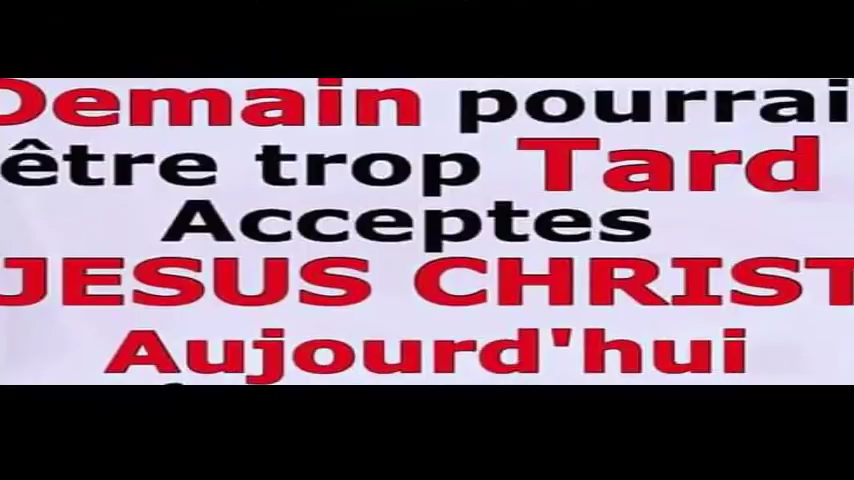 Demain pourrai
être trop Tard
Acceptes
JESUS CHRIST
Aujourd'hui